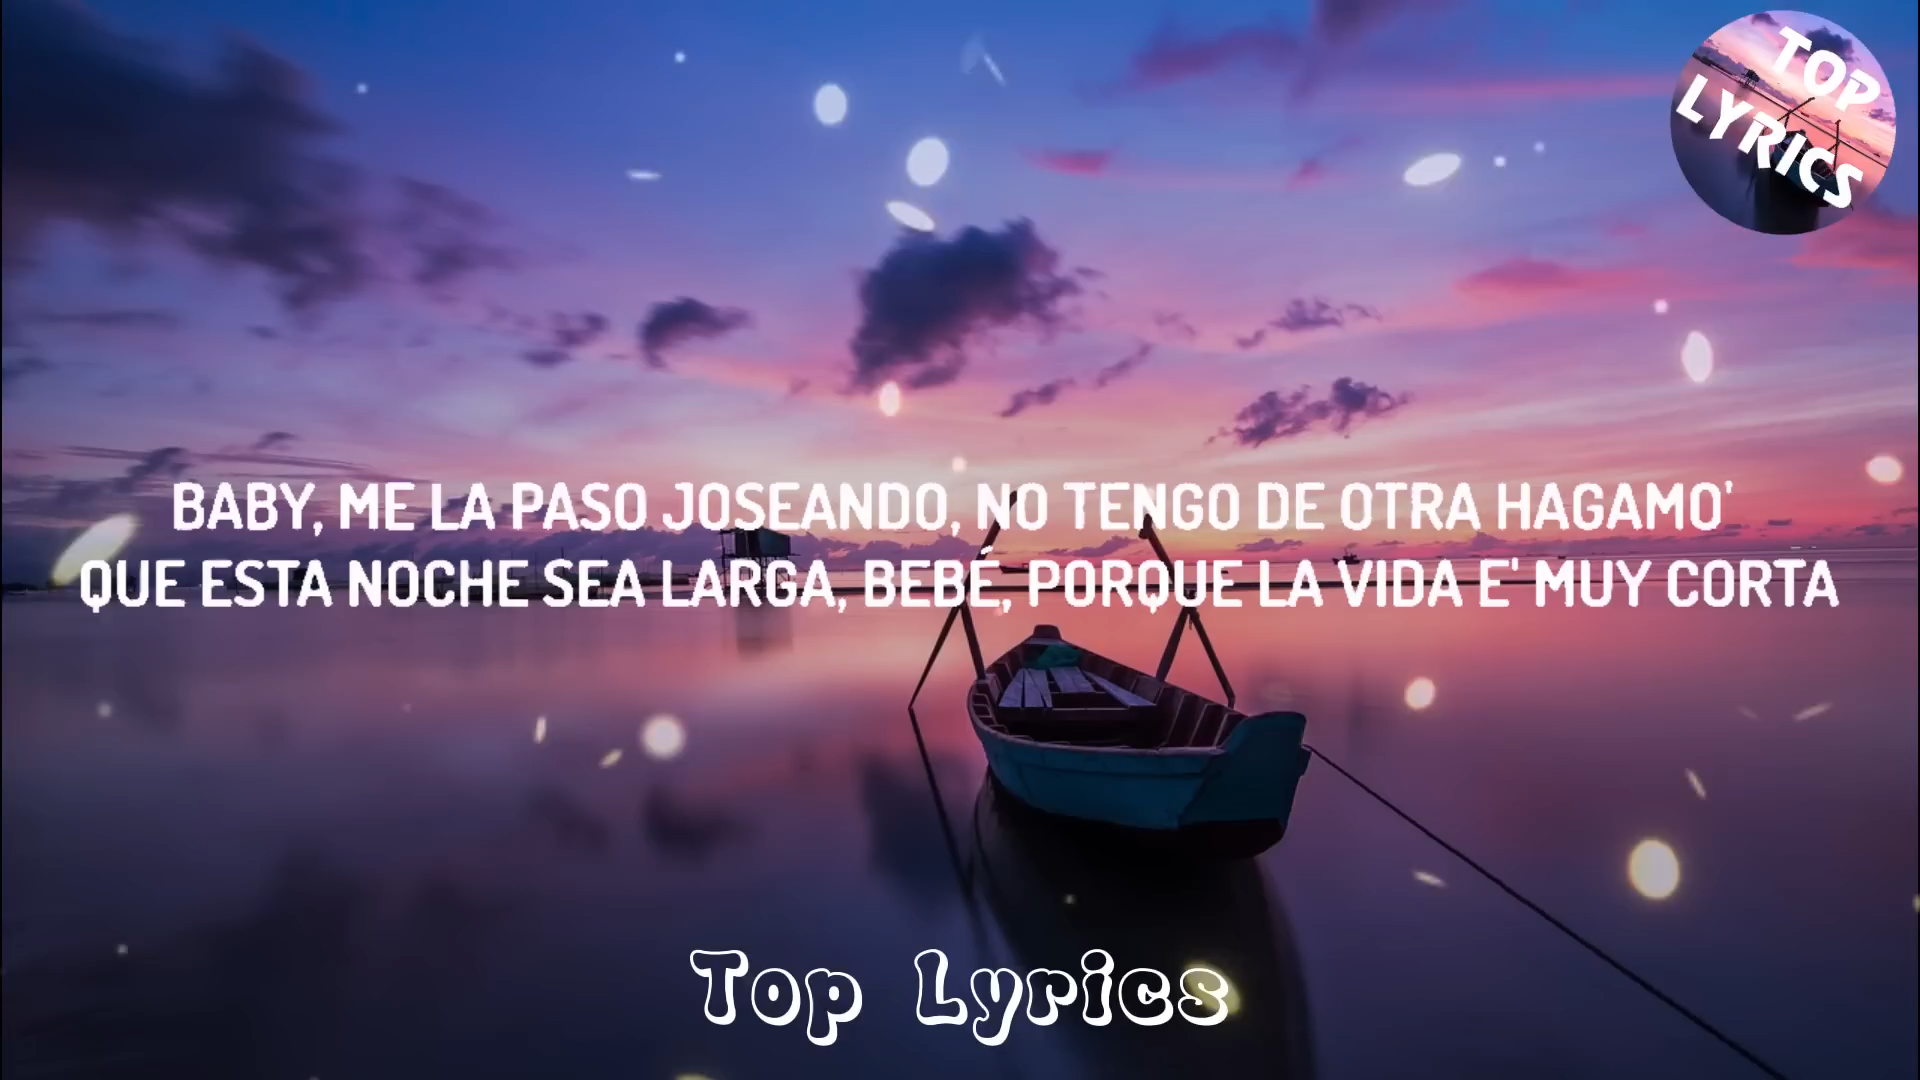 TOP
LYRICS
BABY, ME LA PASO JOSEANDO, NO TENGO DE OTRA HAGAMO'
QUE ESTA NOCHE SEA LARGA, BEBÉ, PORQUE LA VIDA E' MUY CORTA
Top Lyrics